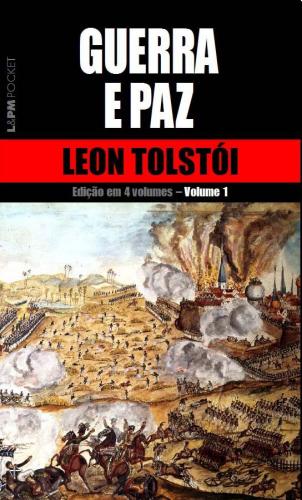 L&PM POCKET
GUERRA
E PAZ
LEON TOLSTÓI
Edição em 4 volumes – Volume 1